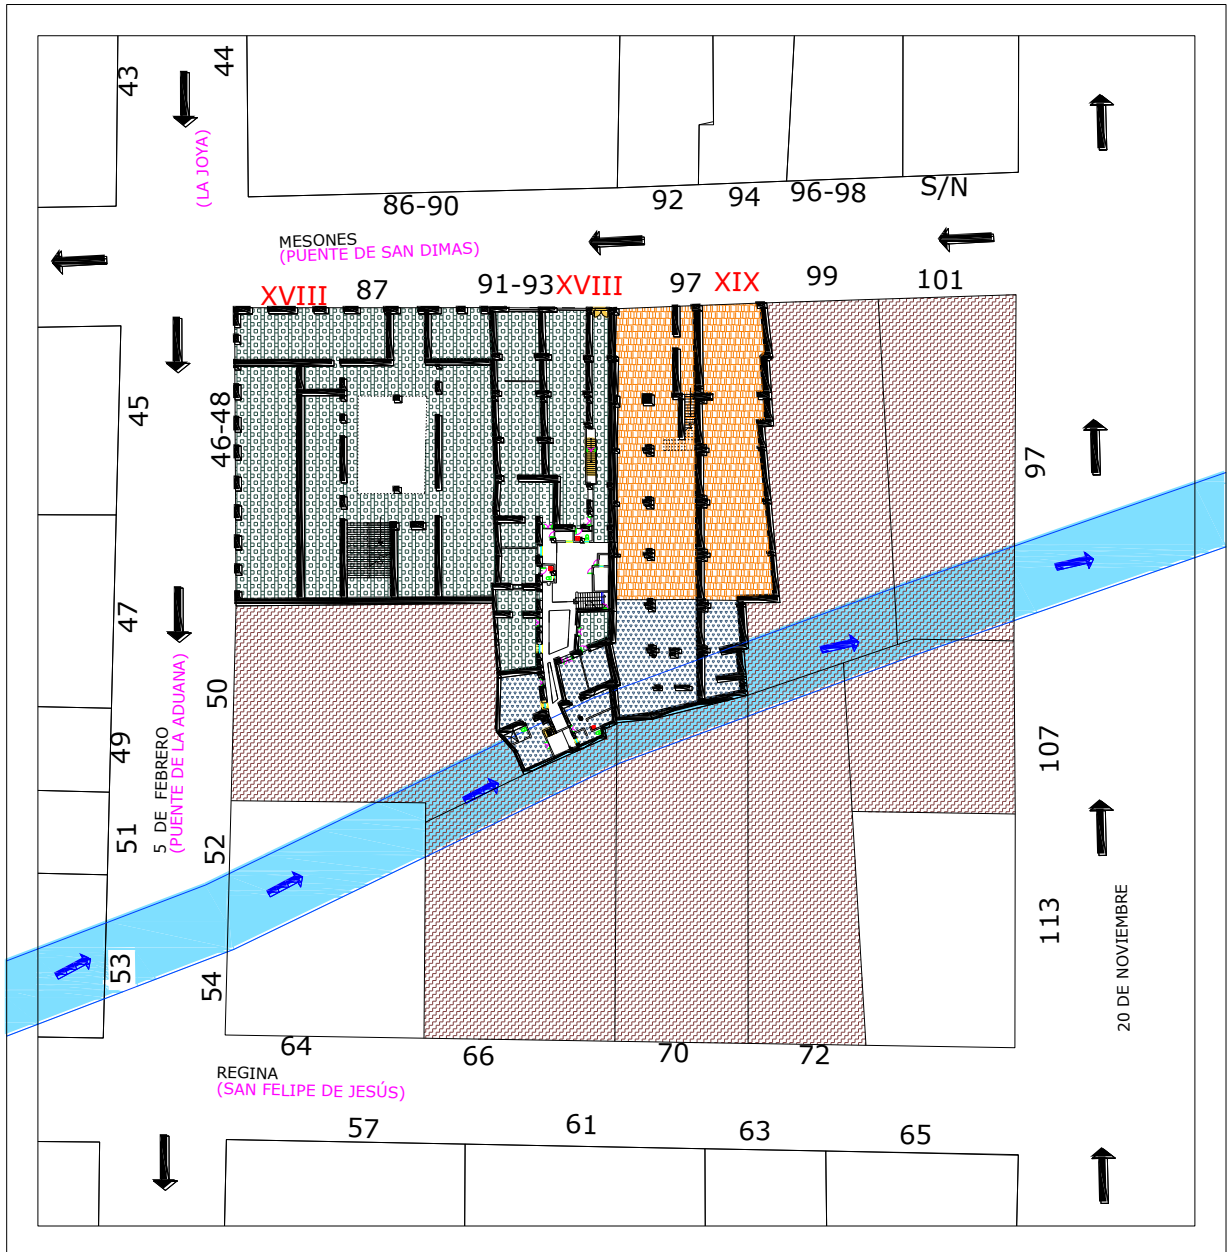 43
44
(LA JOYA)
86-90
92
94
96-98
S/N
MESONES
(PUENTE DE SAN DIMAS)
XVIII
87
91-93
XVIII
97
XIX
99
101
45
46-48
97
47
50
49
5 DE FEBRERO
(PUENTE DE LA ADUANA)
107
51
52
113
53
54
20 DE NOVIEMBRE
64
66
70
72
REGINA
(SAN FELIPE DE JESÚS)
57
61
63
65